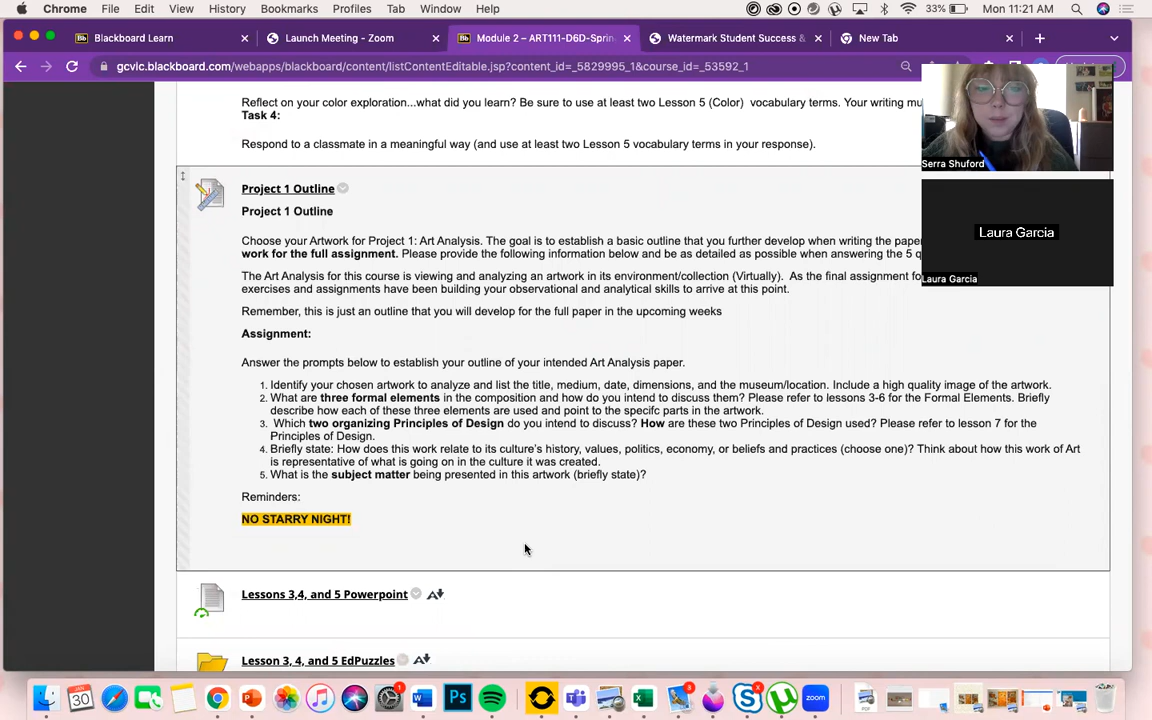 Chrome File Edit View History Bookmarks Profiles Tab Window Help 33% Mon 11:21 AM
Blackboard Learn Launch Meeting - Zoom Module 2 – ART111-D6D-Sprin Watermark Student Success & New Tab
gcvlc.blackboard.com/webapps/blackboard/content/listContentEditable.jsp?content_id=_5829995_1&course_id=_53592_1
Reflect on your color exploration...what did you learn? Be sure to use at least two Lesson 5 (Color) vocabulary terms. Your writing mu
Task 4:
Respond to a classmate in a meaningful way (and use at least two Lesson 5 vocabulary terms in your response).
Serra Shuford
Project 1 Outline
Project 1 Outline
Laura Garcia
Choose your Artwork for Project 1: Art Analysis. The goal is to establish a basic outline that you further develop when writing the pape
work for the full assignment. Please provide the following information below and be as detailed as possible when answering the 5 q
The Art Analysis for this course is viewing and analyzing an artwork in its environment/collection (Virtually). As the final assignment fo
Laura Garcia
exercises and assignments have been building your observational and analytical skills to arrive at this point.
Remember, this is just an outline that you will develop for the full paper in the upcoming weeks
Assignment:
Answer the prompts below to establish your outline of your intended Art Analysis paper.
1. Identify your chosen artwork to analyze and list the title, medium, date, dimensions, and the museum/location. Include a high quality image of the artwork.
2. What are three formal elements in the composition and how do you intend to discuss them? Please refer to lessons 3-6 for the Formal Elements. Briefly
describe how each of these three elements are used and point to the specifc parts in the artwork.
3. Which two organizing Principles of Design do you intend to discuss? How are these two Principles of Design used? Please refer to lesson 7 for the
Principles of Design.
4. Briefly state: How does this work relate to its culture's history, values, politics, economy, or beliefs and practices (choose one)? Think about how this work of Art
is representative of what is going on in the culture it was created.
5. What is the subject matter being presented in this artwork (briefly state)?
Reminders:
NO STARRY NIGHT!
Lessons 3,4, and 5 Powerpoint
Lesson 3, 4, and 5 EdPuzzles